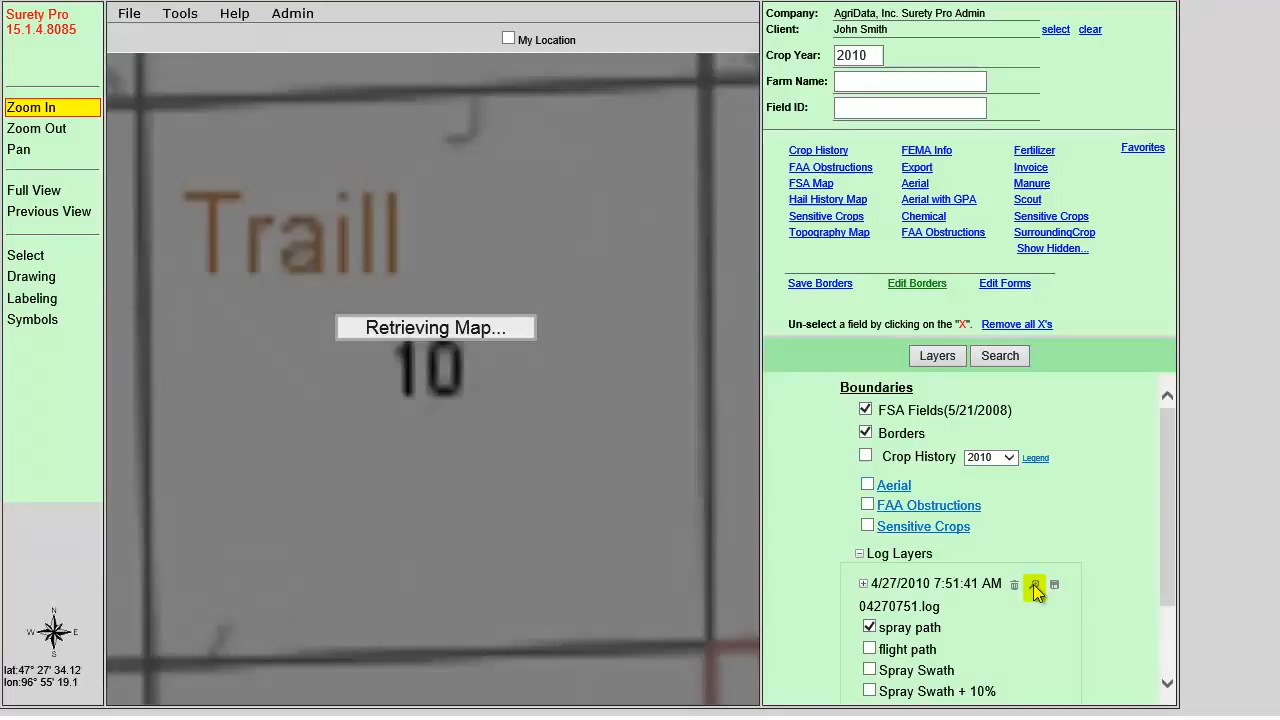 Surety Pro
15.1.4.8085
File Tools Help Admin
My Location
Zoom In
Zoom Out
Pan
Full View
Previous View
Select
Drawing
Labeling
Symbols
N
W E
S
lat:47° 27' 34.12
lon:96° 55' 19.1
Traill
Retrieving Map...
10
Company: AgriData, Inc. Surety Pro Admin
Client: John Smith select clear
Crop Year: 2010
Farm Name:
Field ID:
Crop History FEMA Info Fertilizer Favorites
FAA Obstructions Export Invoice
FSA Map Aerial Manure
Hail History Map Aerial with GPA Scout
Sensitive Crops Chemical Sensitive Crops
Topography Map FAA Obstructions SurroundingCrop
Show Hidden...
Save Borders Edit Borders Edit Forms
Un-select a field by clicking on the "X". Remove all X's
Layers Search
Boundaries
FSA Fields(5/21/2008)
Borders
Crop History 2010 Legend
Aerial
FAA Obstructions
Sensitive Crops
Log Layers
4/27/2010 7:51:41 AM
04270751.log
spray path
flight path
Spray Swath
Spray Swath + 10%